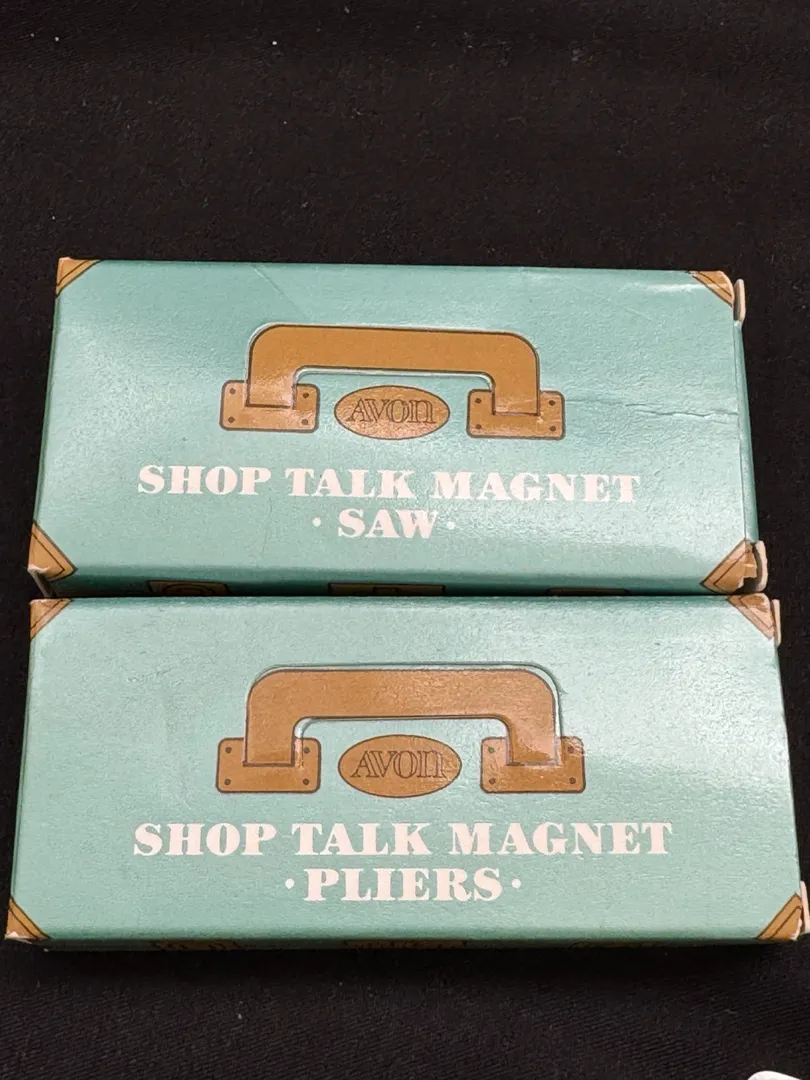 AVON
SHOP TALK MAGNET
· SAW ·
AVON
SHOP TALK MAGNET
· PLIERS ·